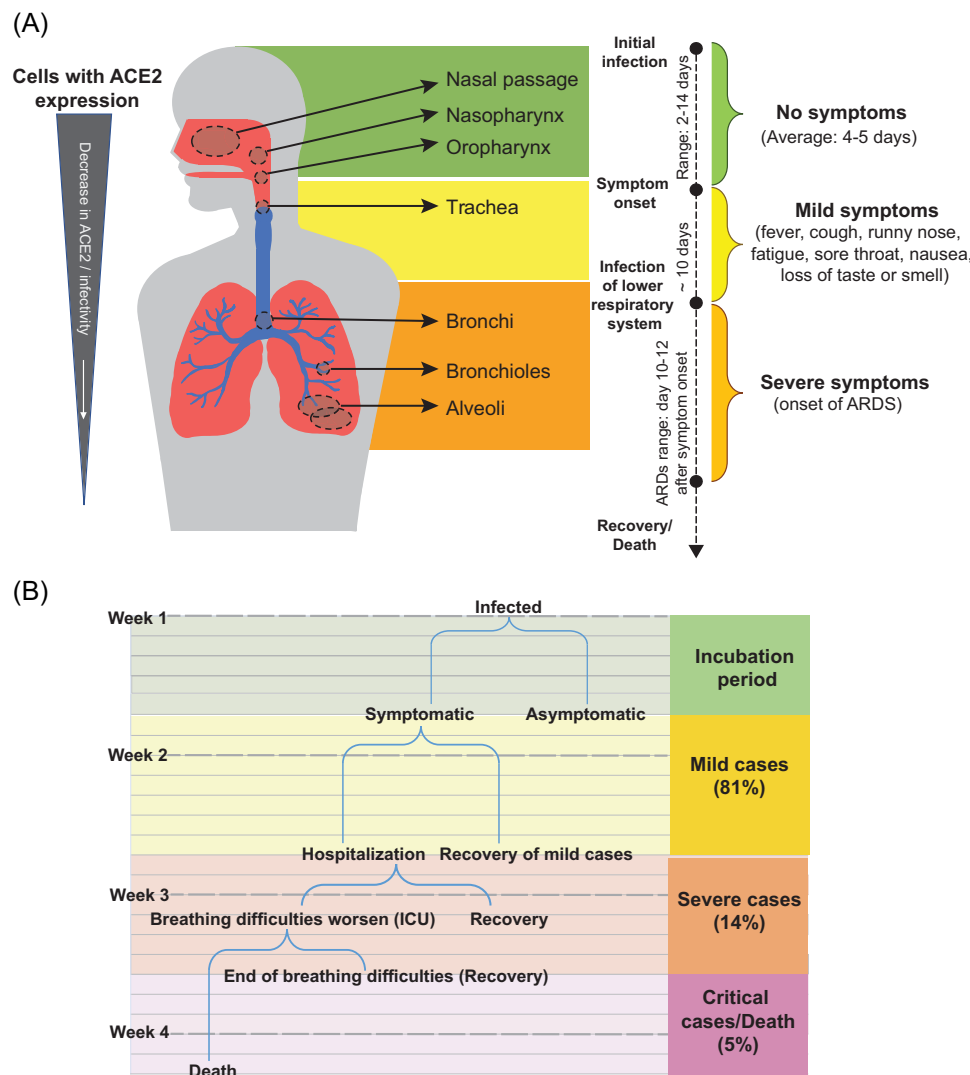 (A)
Cells with ACE2
expression
Decrease in ACE2 / infectivity
Nasal passage
Nasopharynx
Oropharynx
Trachea
Bronchi
Bronchioles
Alveoli
Initial
infection
Range: 2-14 days
Symptom
onset
~ 10 days
Infection
of lower
respiratory
system
ARDs range: day 10-12
after symptom onset
Recovery/
Death
No symptoms
(Average: 4-5 days)
Mild symptoms
(fever, cough, runny nose,
fatigue, sore throat, nausea,
loss of taste or smell)
Severe symptoms
(onset of ARDS)
(B)
Week 1
Infected
Incubation
period
Symptomatic
Asymptomatic
Week 2
Mild cases
(81%)
Hospitalization
Recovery of mild cases
Week 3
Severe cases
(14%)
Breathing difficulties worsen (ICU)
Recovery
End of breathing difficulties (Recovery)
Critical
cases/Death
(5%)
Week 4
Death